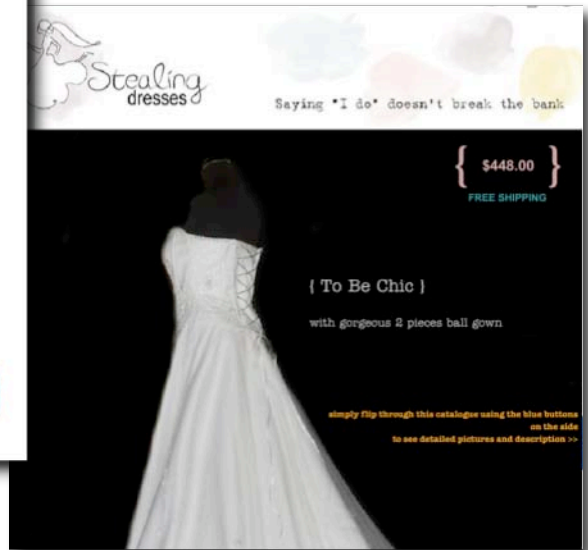 Stealing
dresses
Saying "I do" doesn't break the bank
{ $448.00 }
FREE SHIPPING
{ To Be Chic }
with gorgeous 2 pieces ball gown
simply flip through this catalogue using the blue buttons
on the side
to see detailed pictures and description >>